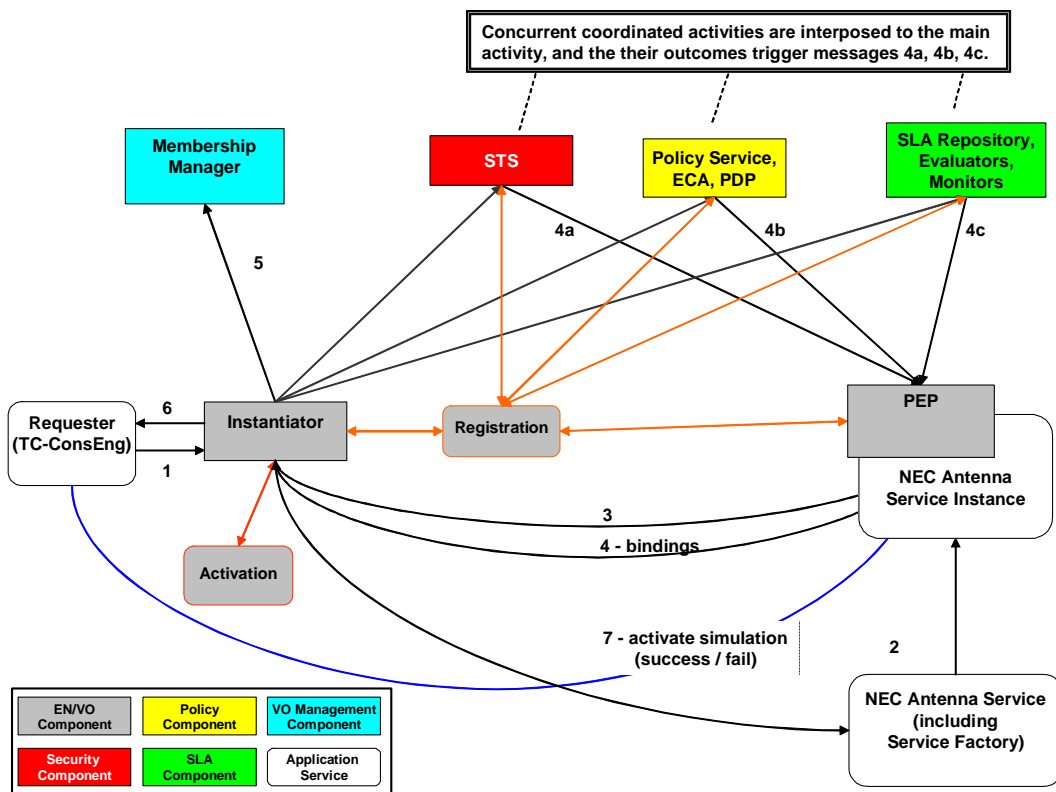 Concurrent coordinated activities are interposed to the main
activity, and the their outcomes trigger messages 4a, 4b, 4c.
Membership
Manager
STS
Policy Service,
ECA, PDP
SLA Repository,
Evaluators,
Monitors
4a
4b
4c
5
6
Requester
(TC-ConsEng)
1
Instantiator
Registration
PEP
NEC Antenna
Service Instance
3
4 - bindings
Activation
7 - activate simulation
(success / fail)
2
NEC Antenna Service
(including
Service Factory)
EN/VO
Component
Policy
Component
VO Management
Component
Security
Component
SLA
Component
Application
Service